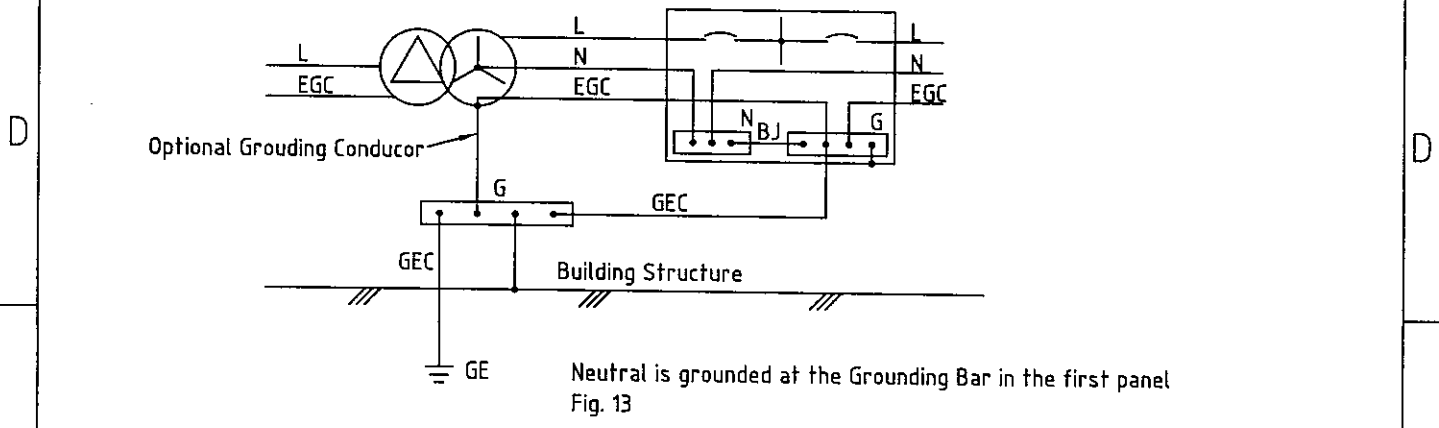 L
L
L
N
N
L
EGC
EGC
EGC
D
Optional Grouding Conducor
N
BJ
G
D
G
GEC
GEC
Building Structure
GE
Neutral is grounded at the Grounding Bar in the first panel
Fig. 13